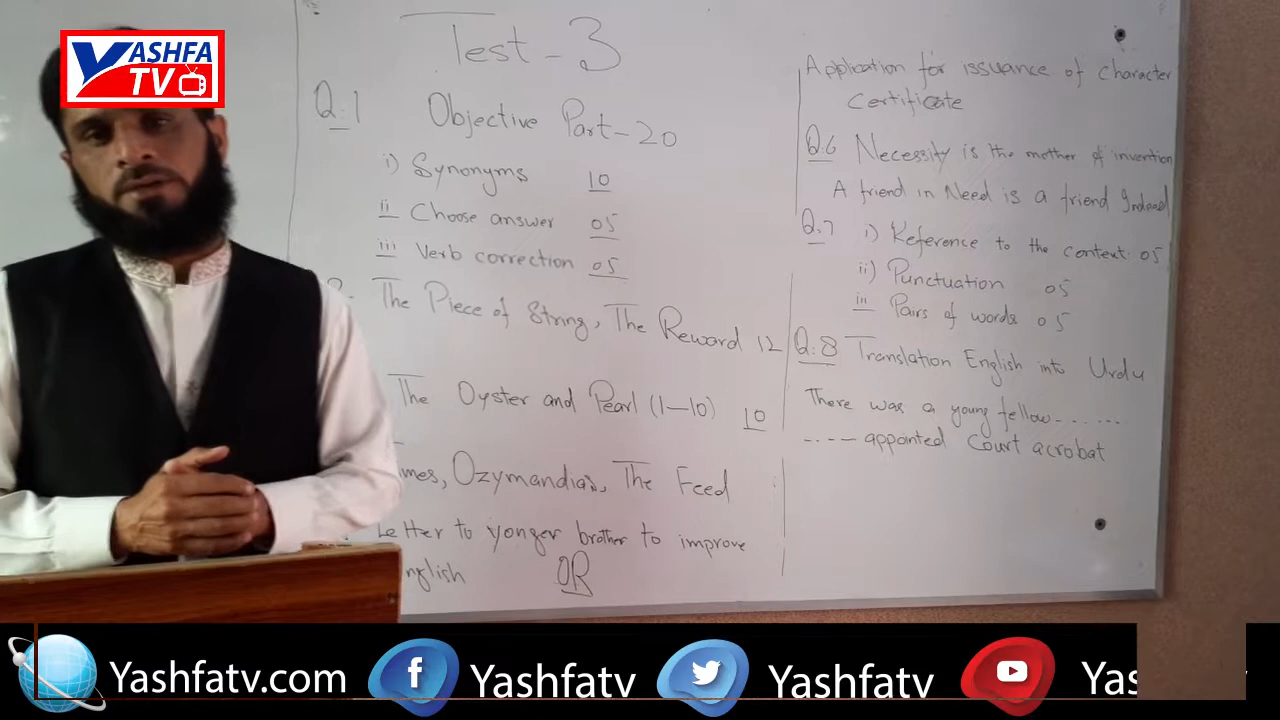 YASHFA
TV
Test - 3
Q.1 Objective Part - 20
i) Synonyms 10
ii Choose answer 05
iii Verb correction 05
The Piece of String, The Reward 12
The Oyster and Pearl (1—10) 10
imes, Ozymandias, The Feed
Letter to yonger brother to improve
nglish OR
Application for issuance of character
certificate
Q.6 Necessity is the mother of invention
A friend in Need is a friend Indeed
Q.7 i) Reference to the context. 05
ii) Punctuation 05
iii Pairs of words 05
Q.8 Translation English into Urdu
There was a young fellow - . . . . . .
- . - - - appointed Court acrobat
Yashfatv.com
Yashfatv
Yashfatv
Yas